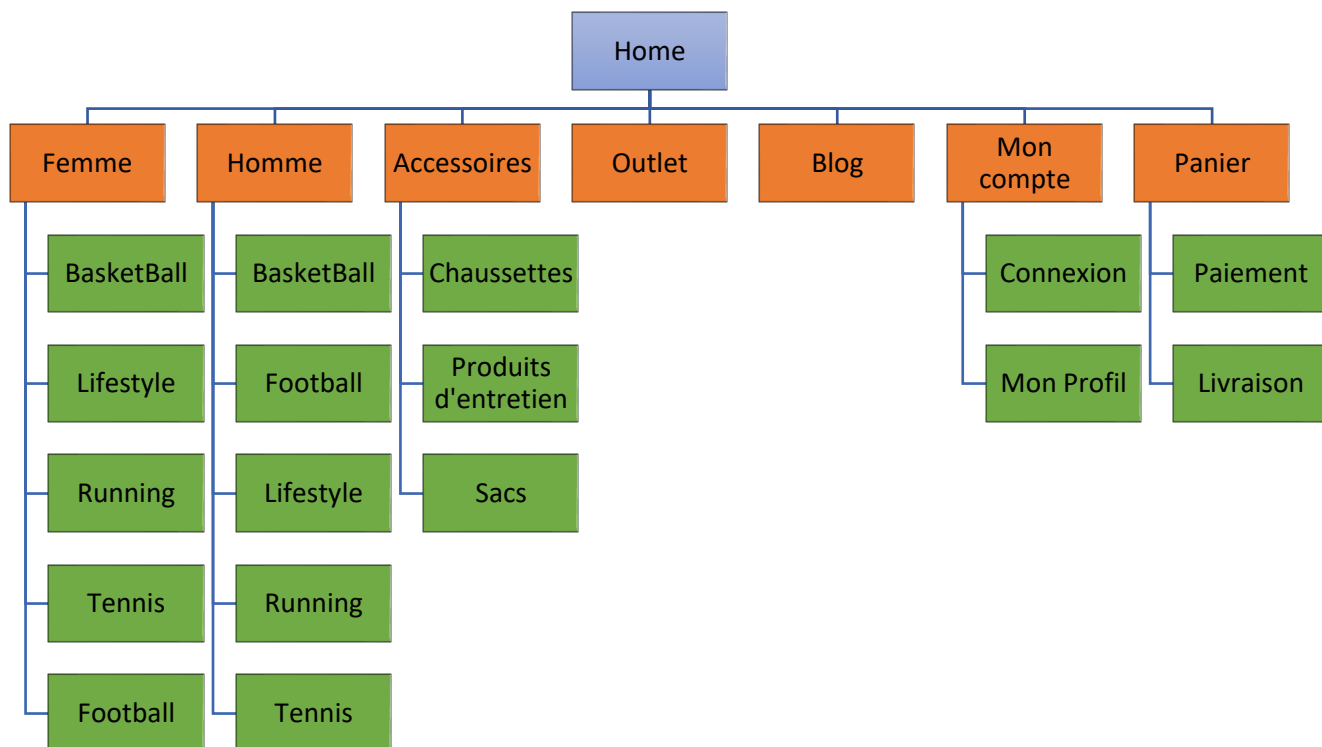 Home
Femme
Homme
Accessoires
Outlet
Blog
Mon
compte
Panier
BasketBall
BasketBall
Chaussettes
Connexion
Paiement
Lifestyle
Football
Produits
d'entretien
Mon Profil
Livraison
Running
Lifestyle
Sacs
Tennis
Running
Football
Tennis